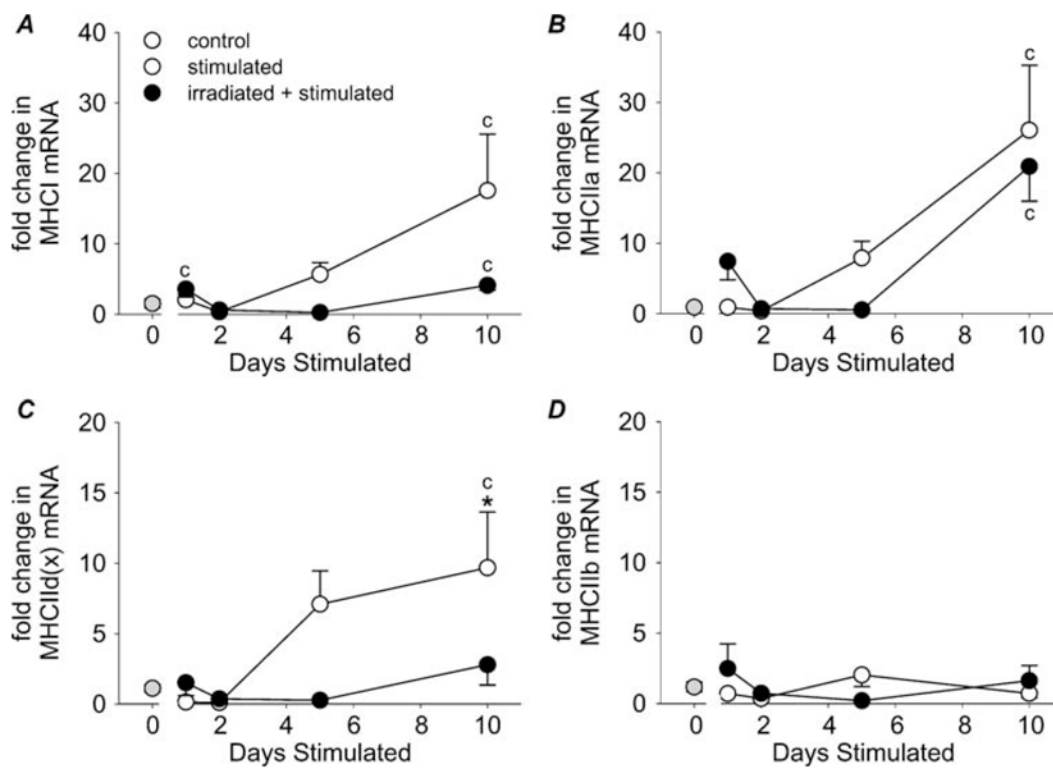 A
control
stimulated
irradiated + stimulated
fold change in
MHCI mRNA
40
30
20
10
0
c
c
c
0 2 4 6 8 10
Days Stimulated
B
fold change in
MHCIIa mRNA
40
30
20
10
0
c
c
0 2 4 6 8 10
Days Stimulated
C
fold change in
MHCIId(x) mRNA
20
15
10
5
0
c
*
0 2 4 6 8 10
Days Stimulated
D
fold change in
MHCIIb mRNA
20
15
10
5
0
0 2 4 6 8 10
Days Stimulated